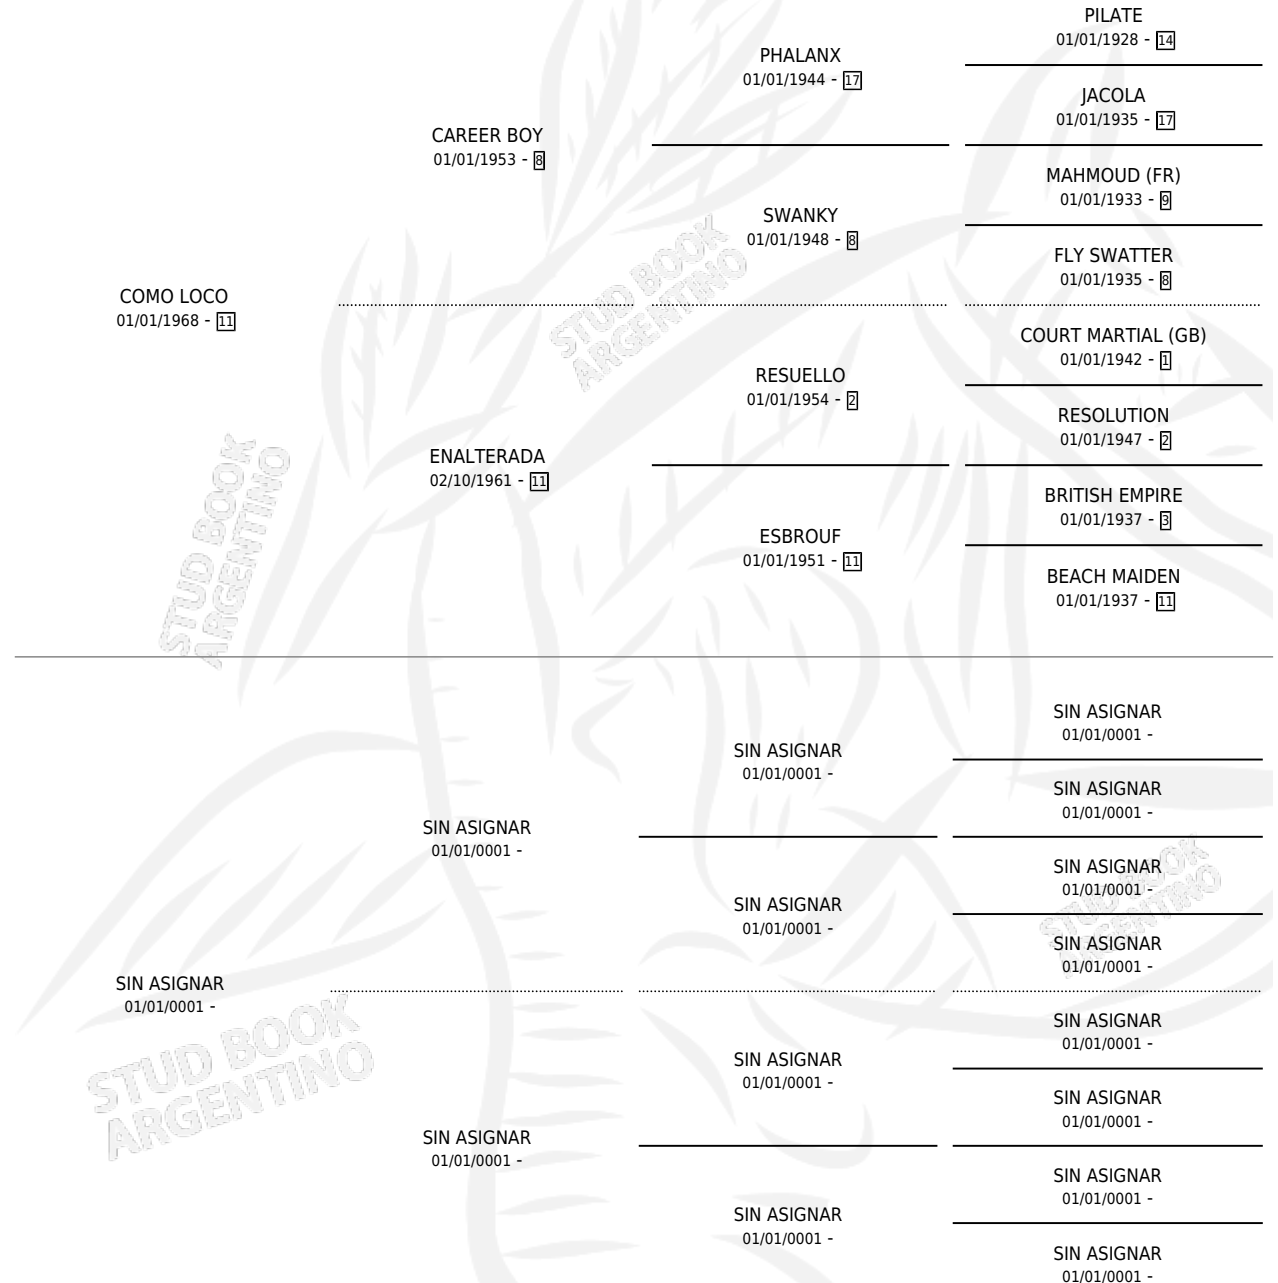 PILATE
01/01/1928 - 14
PHALANX
01/01/1944 - 17
JACOLA
01/01/1935 - 17
CAREER BOY
01/01/1953 - 8
MAHMOUD (FR)
01/01/1933 - 9
SWANKY
01/01/1948 - 8
FLY SWATTER
01/01/1935 - 8
COMO LOCO
01/01/1968 - 11
STUD BOOK
ARGENTINO
COURT MARTIAL (GB)
01/01/1942 - 1
RESUELLO
01/01/1954 - 2
RESOLUTION
01/01/1947 - 2
ENALTERADA
02/10/1961 - 11
BRITISH EMPIRE
01/01/1937 - 3
ESBROUF
01/01/1951 - 11
BEACH MAIDEN
01/01/1937 - 11
STUD BOOK
ARGENTINO
SIN ASIGNAR
01/01/0001 -
SIN ASIGNAR
01/01/0001 -
SIN ASIGNAR
01/01/0001 -
SIN ASIGNAR
01/01/0001 -
SIN ASIGNAR
01/01/0001 -
SIN ASIGNAR
01/01/0001 -
SIN ASIGNAR
01/01/0001 -
STUD BOOK
ARGENTINO
SIN ASIGNAR
01/01/0001 -
SIN ASIGNAR
01/01/0001 -
SIN ASIGNAR
01/01/0001 -
SIN ASIGNAR
01/01/0001 -
SIN ASIGNAR
01/01/0001 -
SIN ASIGNAR
01/01/0001 -
SIN ASIGNAR
01/01/0001 -
SIN ASIGNAR
01/01/0001 -
STUD BOOK
ARGENTINO